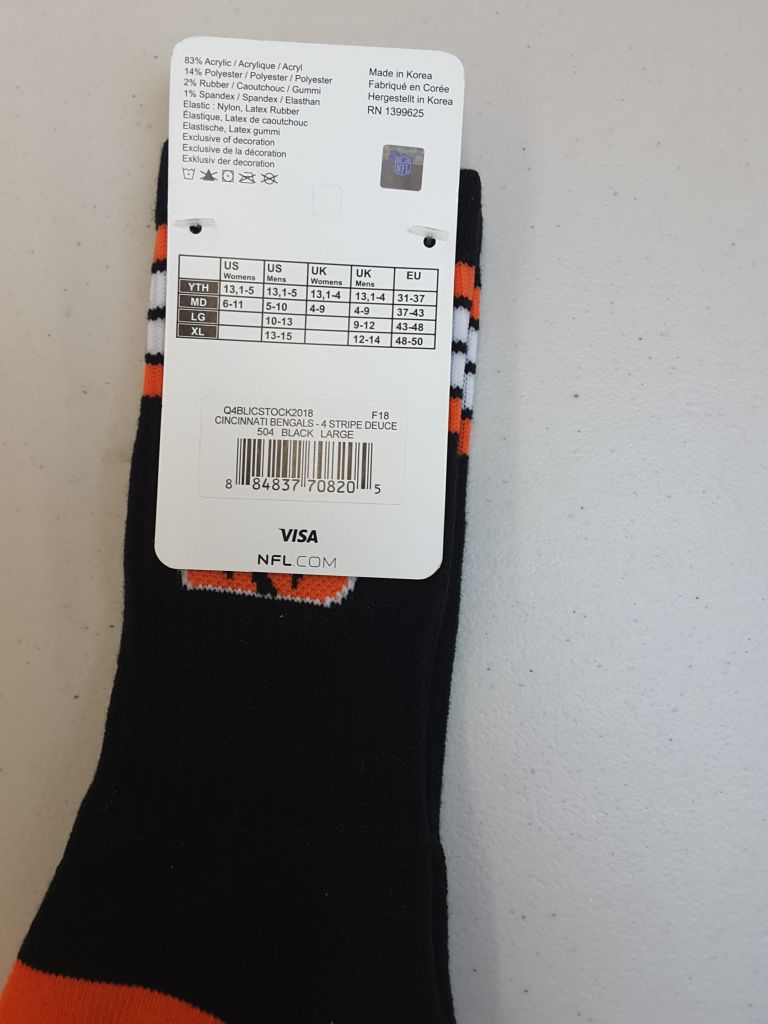 83% Acrylic / Acrylique / Acryl
14% Polyester / Polyester / Polyester
2% Rubber / Caoutchouc / Gummi
1% Spandex / Spandex / Elasthan
Elastic : Nylon, Latex Rubber
Élastique, Latex de caoutchouc
Elastische, Latex gummi
Exclusive of decoration
Exclusive de la décoration
Exklusiv der decoration
Made in Korea
Fabriqué en Corée
Hergestellt in Korea
RN 1399625
NFL
US Womens US Mens UK Womens UK Mens EU
YTH 13,1-5 13,1-5 13,1-4 13,1-4 31-37
MD 6-11 5-10 4-9 4-9 37-43
LG 10-13 9-12 43-48
XL 13-15 12-14 48-50
Q4BLICSTOCK2018 F18
CINCINNATI BENGALS - 4 STRIPE DEUCE
504 BLACK LARGE
8 84837 70820 5
VISA
NFL.COM